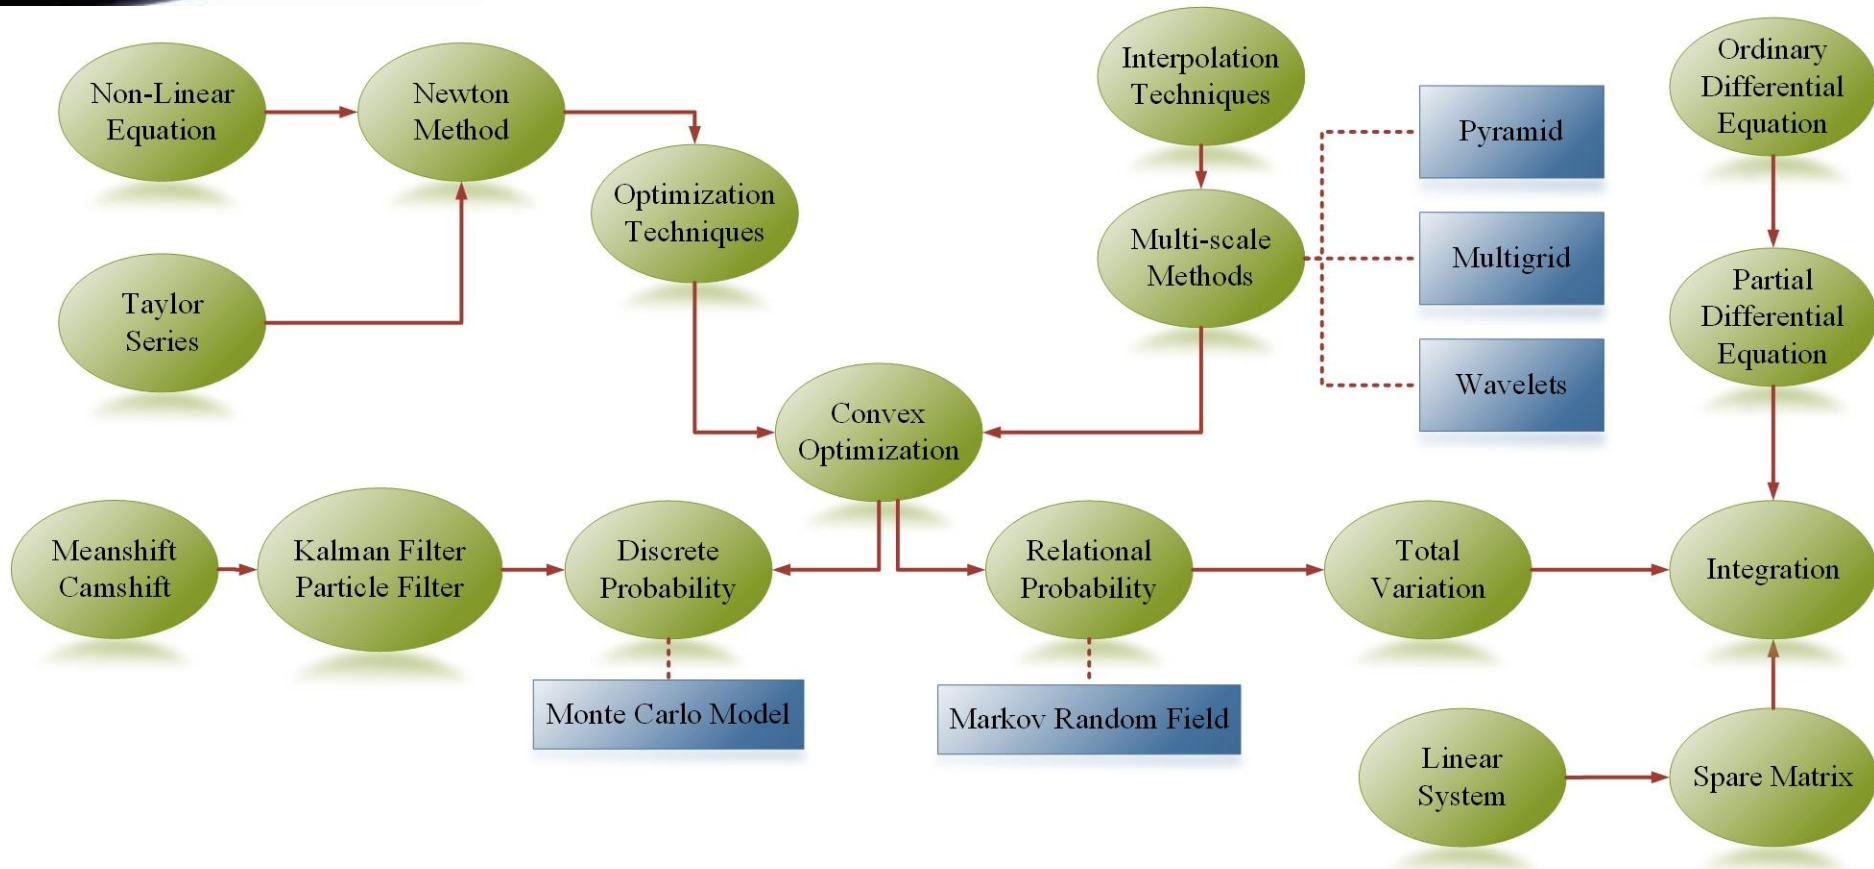 Non-Linear
Equation
Newton
Method
Optimization
Techniques
Taylor
Series
Interpolation
Techniques
Multi-scale
Methods
Pyramid
Multigrid
Wavelets
Ordinary
Differential
Equation
Partial
Differential
Equation
Convex
Optimization
Meanshift
Camshift
Kalman Filter
Particle Filter
Discrete
Probability
Relational
Probability
Total
Variation
Integration
Monte Carlo Model
Markov Random Field
Linear
System
Spare Matrix